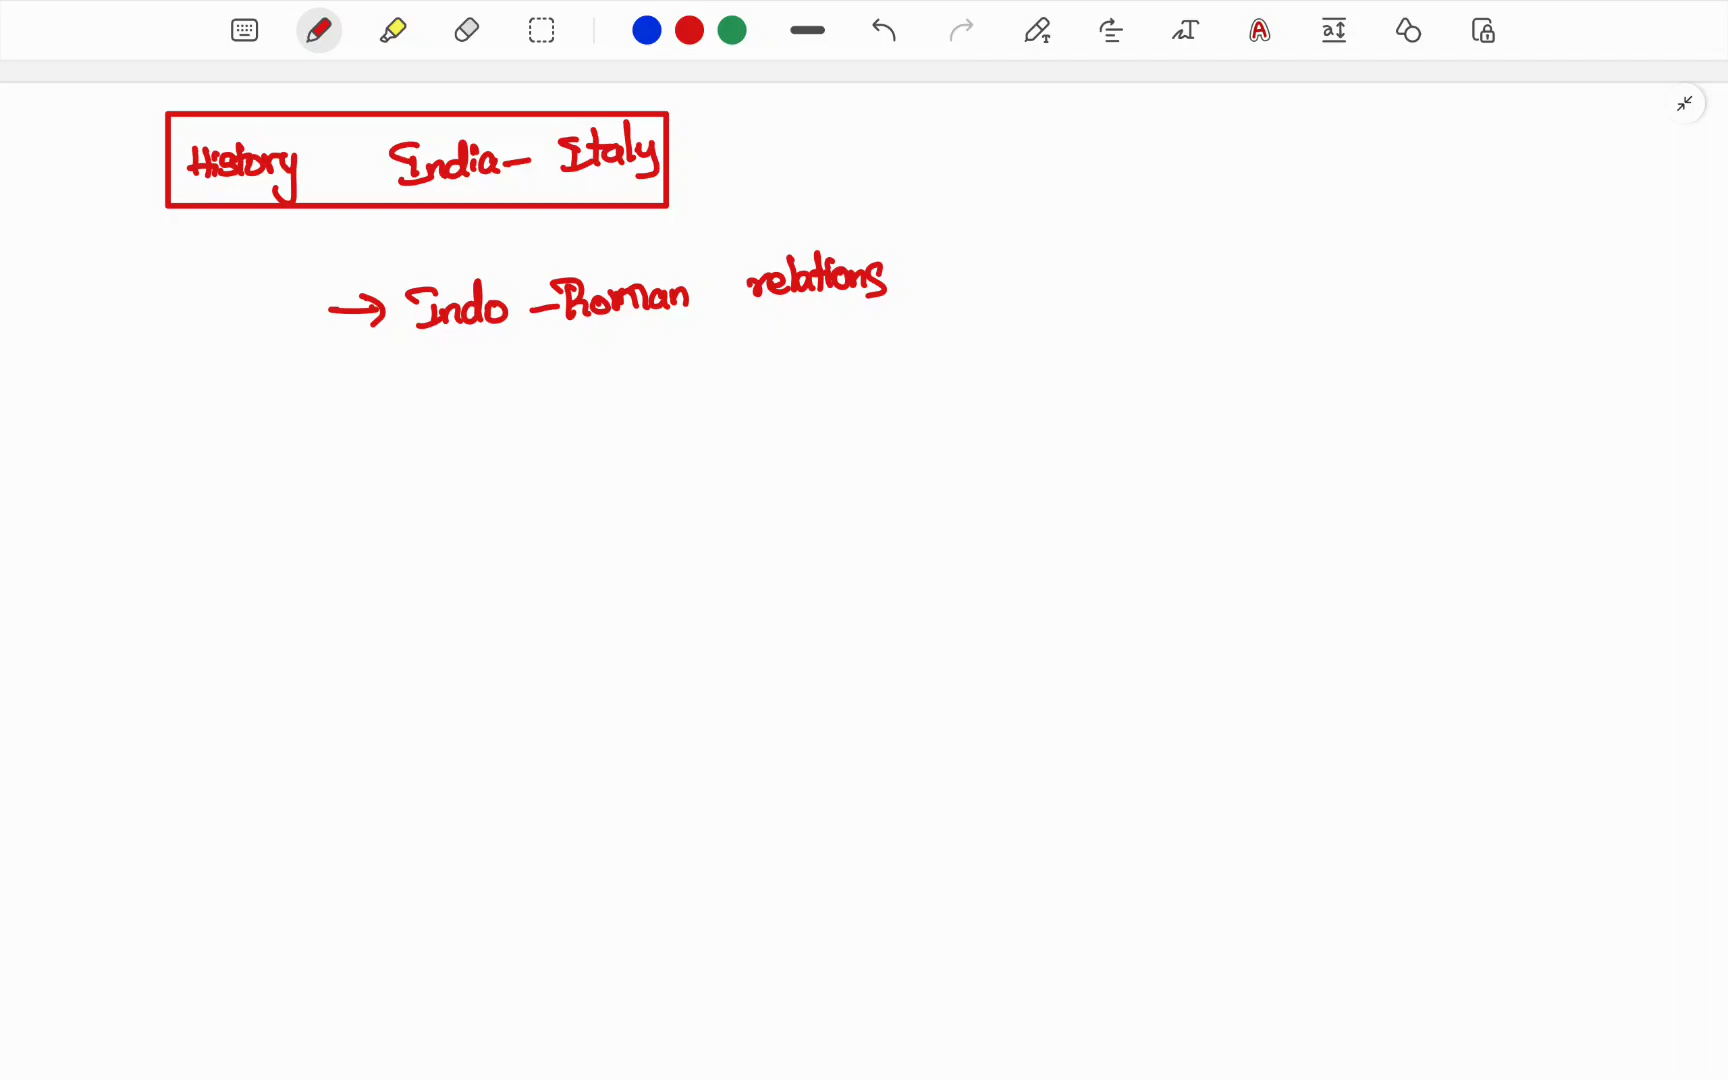 History India - Italy
→ Indo - Roman relations